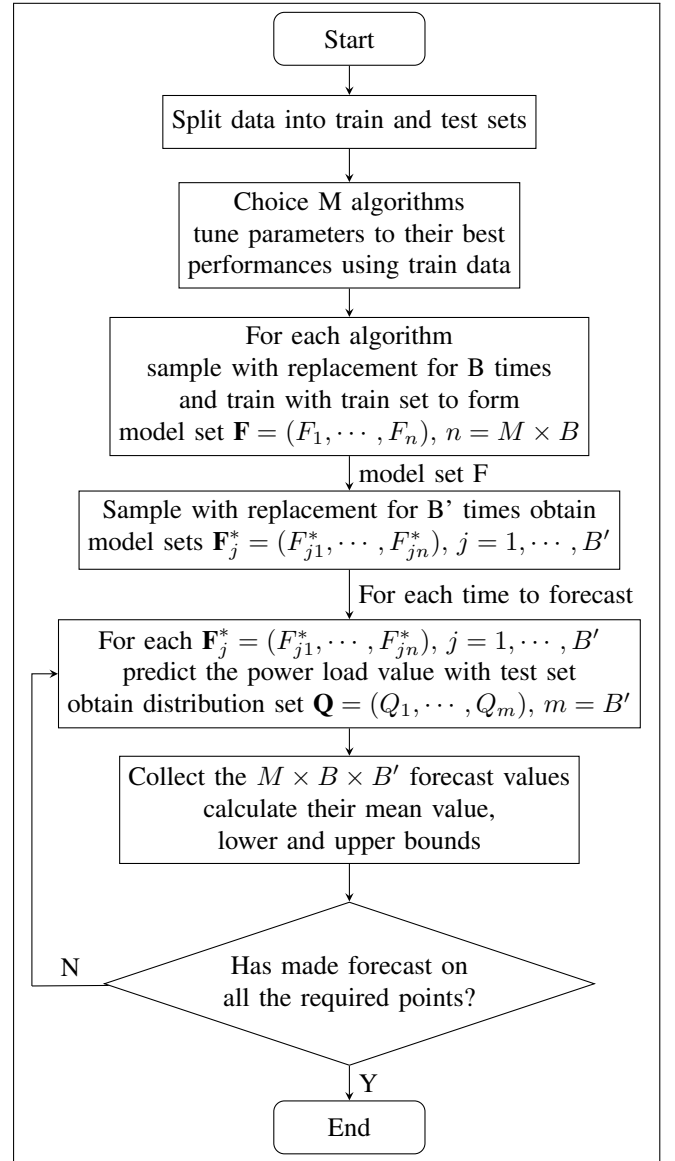 Start
Split data into train and test sets
Choice M algorithms
tune parameters to their best
performances using train data
For each algorithm
sample with replacement for B times
and train with train set to form
model set F = (F₁, ⋯ , Fₙ), n = M × B
model set F
Sample with replacement for B' times obtain
model sets F*ⱼ = (F*ⱼ₁, ⋯ , F*ⱼₙ), j = 1, ⋯ , B′
For each time to forecast
For each F*ⱼ = (F*ⱼ₁, ⋯ , F*ⱼₙ), j = 1, ⋯ , B′
predict the power load value with test set
obtain distribution set Q = (Q₁, ⋯ , Qₘ), m = B′
Collect the M × B × B′ forecast values
calculate their mean value,
lower and upper bounds
N
Has made forecast on
all the required points?
Y
End